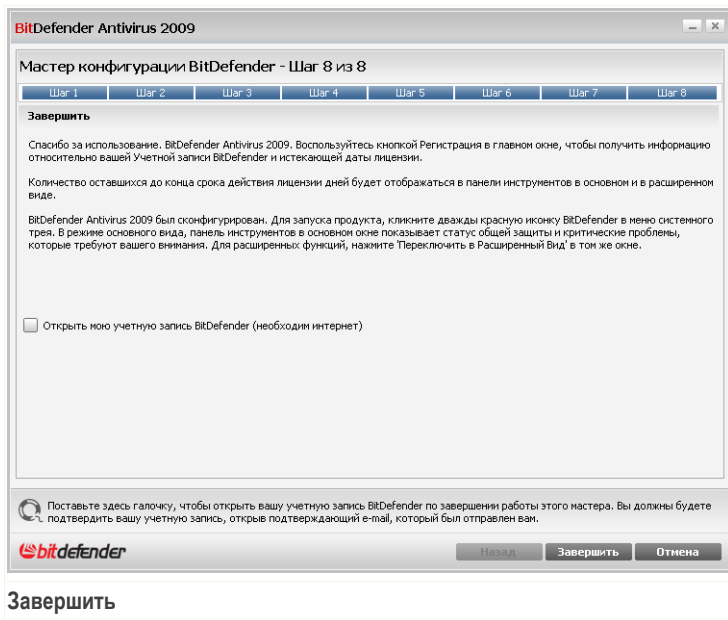 BitDefender Antivirus 2009
Мастер конфигурации BitDefender - Шаг 8 из 8
Шаг 1 Шаг 2 Шаг 3 Шаг 4 Шаг 5 Шаг 6 Шаг 7 Шаг 8
Завершить
Спасибо за использование. BitDefender Antivirus 2009. Воспользуйтесь кнопкой Регистрация в главном окне, чтобы получить информацию
относительно вашей Учетной записи BitDefender и истекающей даты лицензии.
Количество оставшихся до конца срока действия лицензии дней будет отображаться в панели инструментов в основном и в расширенном
виде.
BitDefender Antivirus 2009 был сконфигурирован. Для запуска продукта, кликните дважды красную иконку BitDefender в меню системного
трея. В режиме основного вида, панель инструментов в основном окне показывает статус общей защиты и критические проблемы,
которые требуют вашего внимания. Для расширенных функций, нажмите 'Переключить в Расширенный Вид' в том же окне.
Открыть мою учетную запись BitDefender (необходим интернет)
Поставьте здесь галочку, чтобы открыть вашу учетную запись BitDefender по завершении работы этого мастера. Вы должны будете
подтвердить вашу учетную запись, открыв подтверждающий e-mail, который был отправлен вам.
bitdefender
Назад Завершить Отмена
Завершить